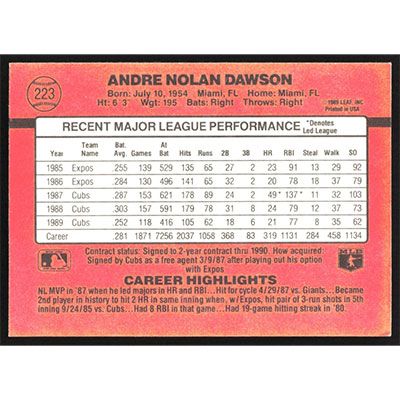 223
ANDRE NOLAN DAWSON
Born: July 10, 1954 Miami, FL Home: Miami, FL
Ht: 6 3 Wgt: 195 Bats: Right Throws: Right
©1989 LEAF, INC
Printed in USA
RECENT MAJOR LEAGUE PERFORMANCE *Denotes Led League
Year Team Name Bat. Avg. Games At Bat Hits Runs 2B 3B HR RBI Steal Walk SO
1985 Expos 255 139 529 135 65 27 2 23 91 13 29 92
1986 Expos 284 130 496 141 65 32 2 20 78 18 37 79
1987 Cubs 287 153 621 178 90 24 2 49* 137* 11 32
1988 Cubs 303 157 591 179 78 31 8 24 79 12 37 73
1989 Cubs 252 118 416 105 62 18 6 21 77 8 35 62
Career 281 1871 7256 2037 1058 383 83 319 1131 284 458 1134
Contract status: Signed to 2-year contract thru 1990. How acquired:
Signed by Cubs as a free agent 3/9/87 after playing out his option
with Expos
MLB
CAREER HIGHLIGHTS
NL MVP in '87 when he led majors in HR and RBI... Hit for cycle 4/29/87 vs. Giants... Became
2nd player in history to hit 2 HR in same inning when, w/Expos, hit pair of 3-run shots in 5th
inning 9/24/85 vs. Cubs... Had 8 RBI in that game... Had 19-game hitting streak in '80.